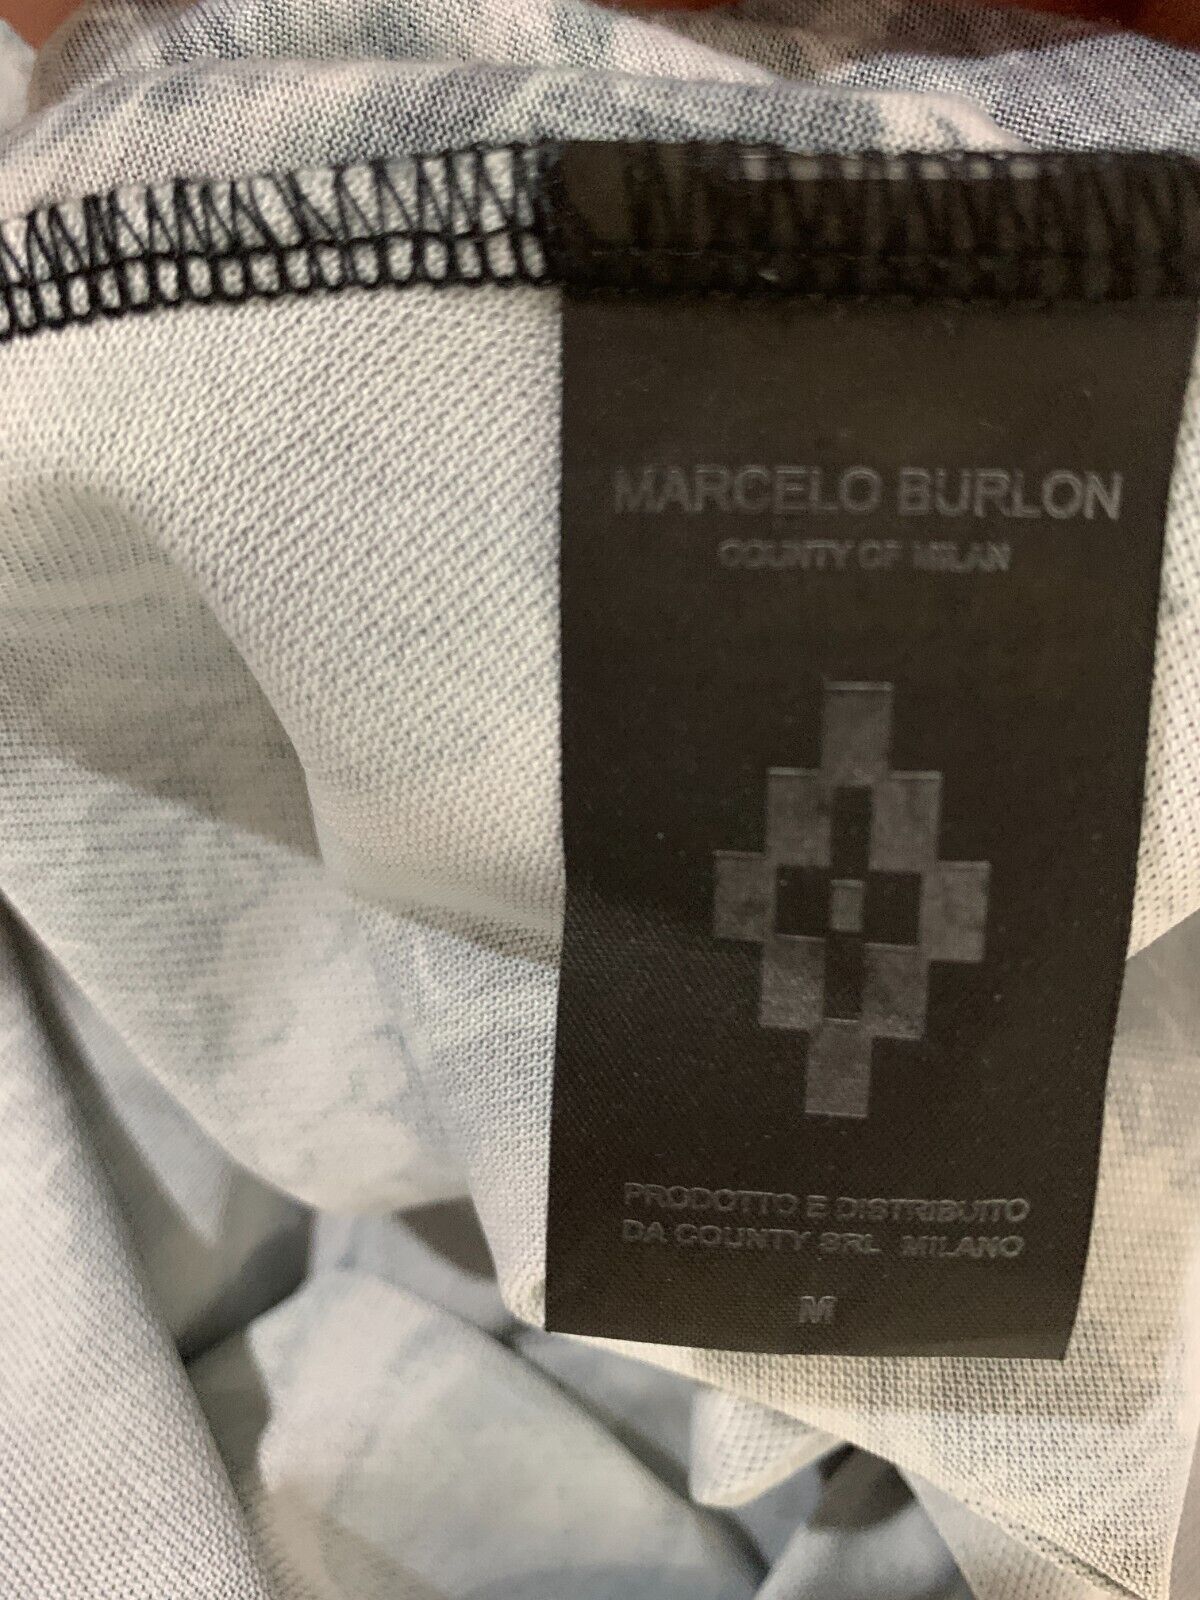 MARCELO BURLON
COUNTY OF MILAN
PRODOTTO E DISTRIBUITO
DA COUNTY SRL MILANO
M